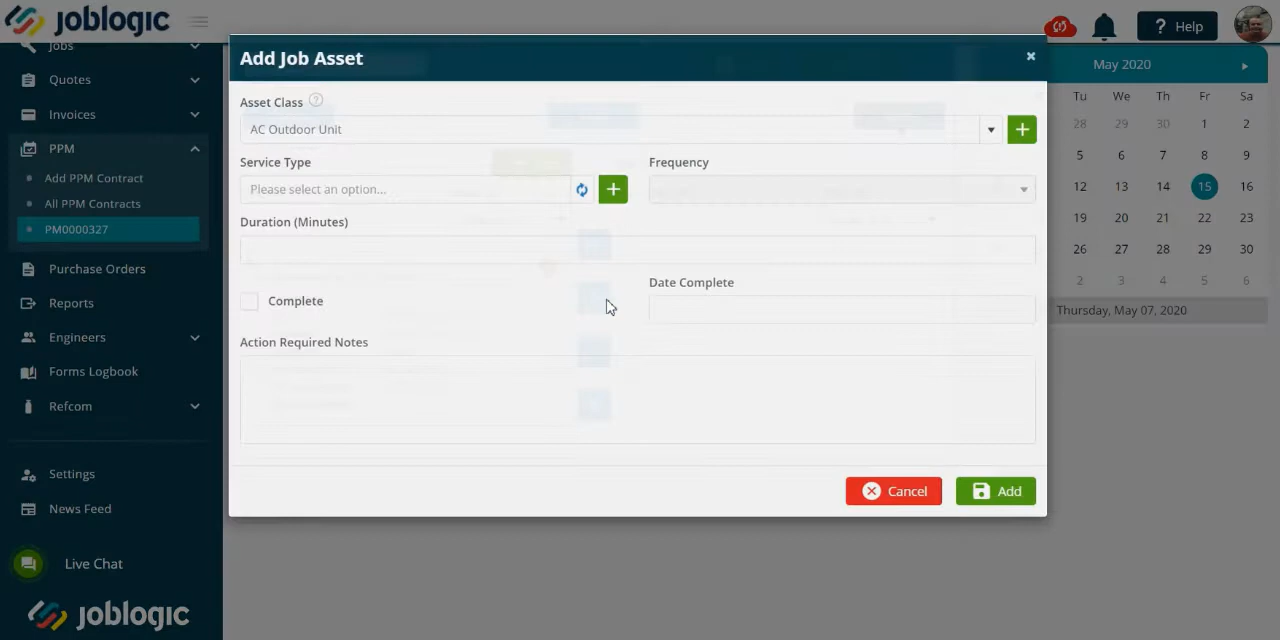 joblogic
Help
Jobs
Quotes
Invoices
PPM
Add PPM Contract
All PPM Contracts
PM0000327
Purchase Orders
Reports
Engineers
Forms Logbook
Refcom
Settings
News Feed
Live Chat
joblogic
Add Job Asset
Asset Class
AC Outdoor Unit
Service Type
Frequency
Please select an option...
Duration (Minutes)
Complete
Date Complete
Action Required Notes
Cancel
Add
May 2020
Tu We Th Fr Sa
28 29 30 1 2
5 6 7 8 9
12 13 14 15 16
19 20 21 22 23
26 27 28 29 30
2 3 4 5 6
Thursday, May 07, 2020